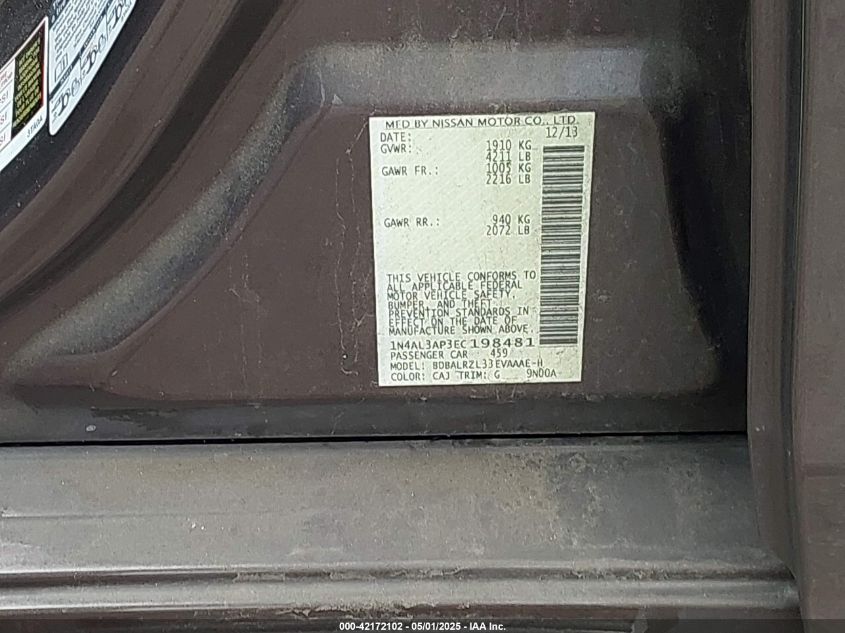 MFD BY NISSAN MOTOR CO., LTD.
DATE: 12/13
GVWR: 1910 KG
4211 LB
GAWR FR.: 1005 KG
2216 LB
GAWR RR.: 940 KG
2072 LB
THIS VEHICLE CONFORMS TO
ALL APPLICABLE FEDERAL
MOTOR VEHICLE SAFETY,
BUMPER, AND THEFT
PREVENTION STANDARDS IN
EFFECT ON THE DATE OF
MANUFACTURE SHOWN ABOVE.
1N4AL3AP3EC198481
PASSENGER CAR 459
MODEL: BDBALRZL33EVAAAE-H
COLOR: CAJ TRIM: G 9N00A
000-42172102 - 05/01/2025 - IAA Inc.